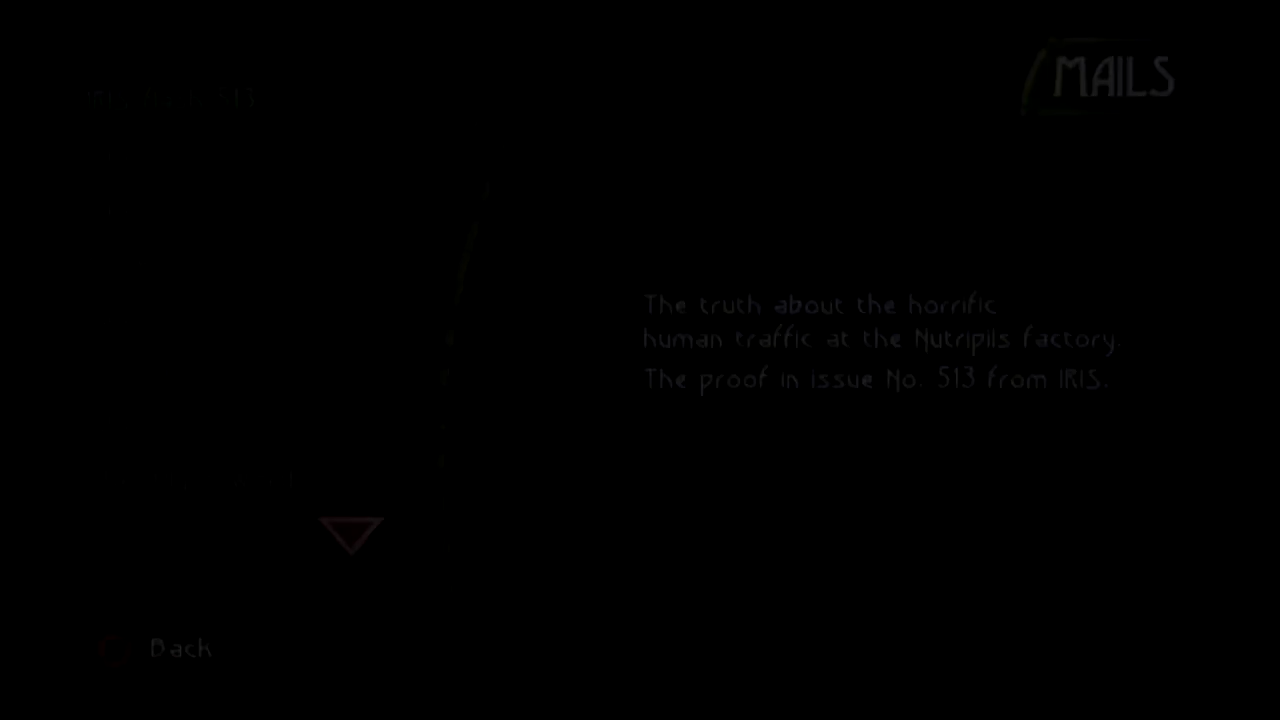 MAILS
The truth about the horrific
human traffic at the Nutripils factory.
The proof in issue No. 513 from IRIS.
Back